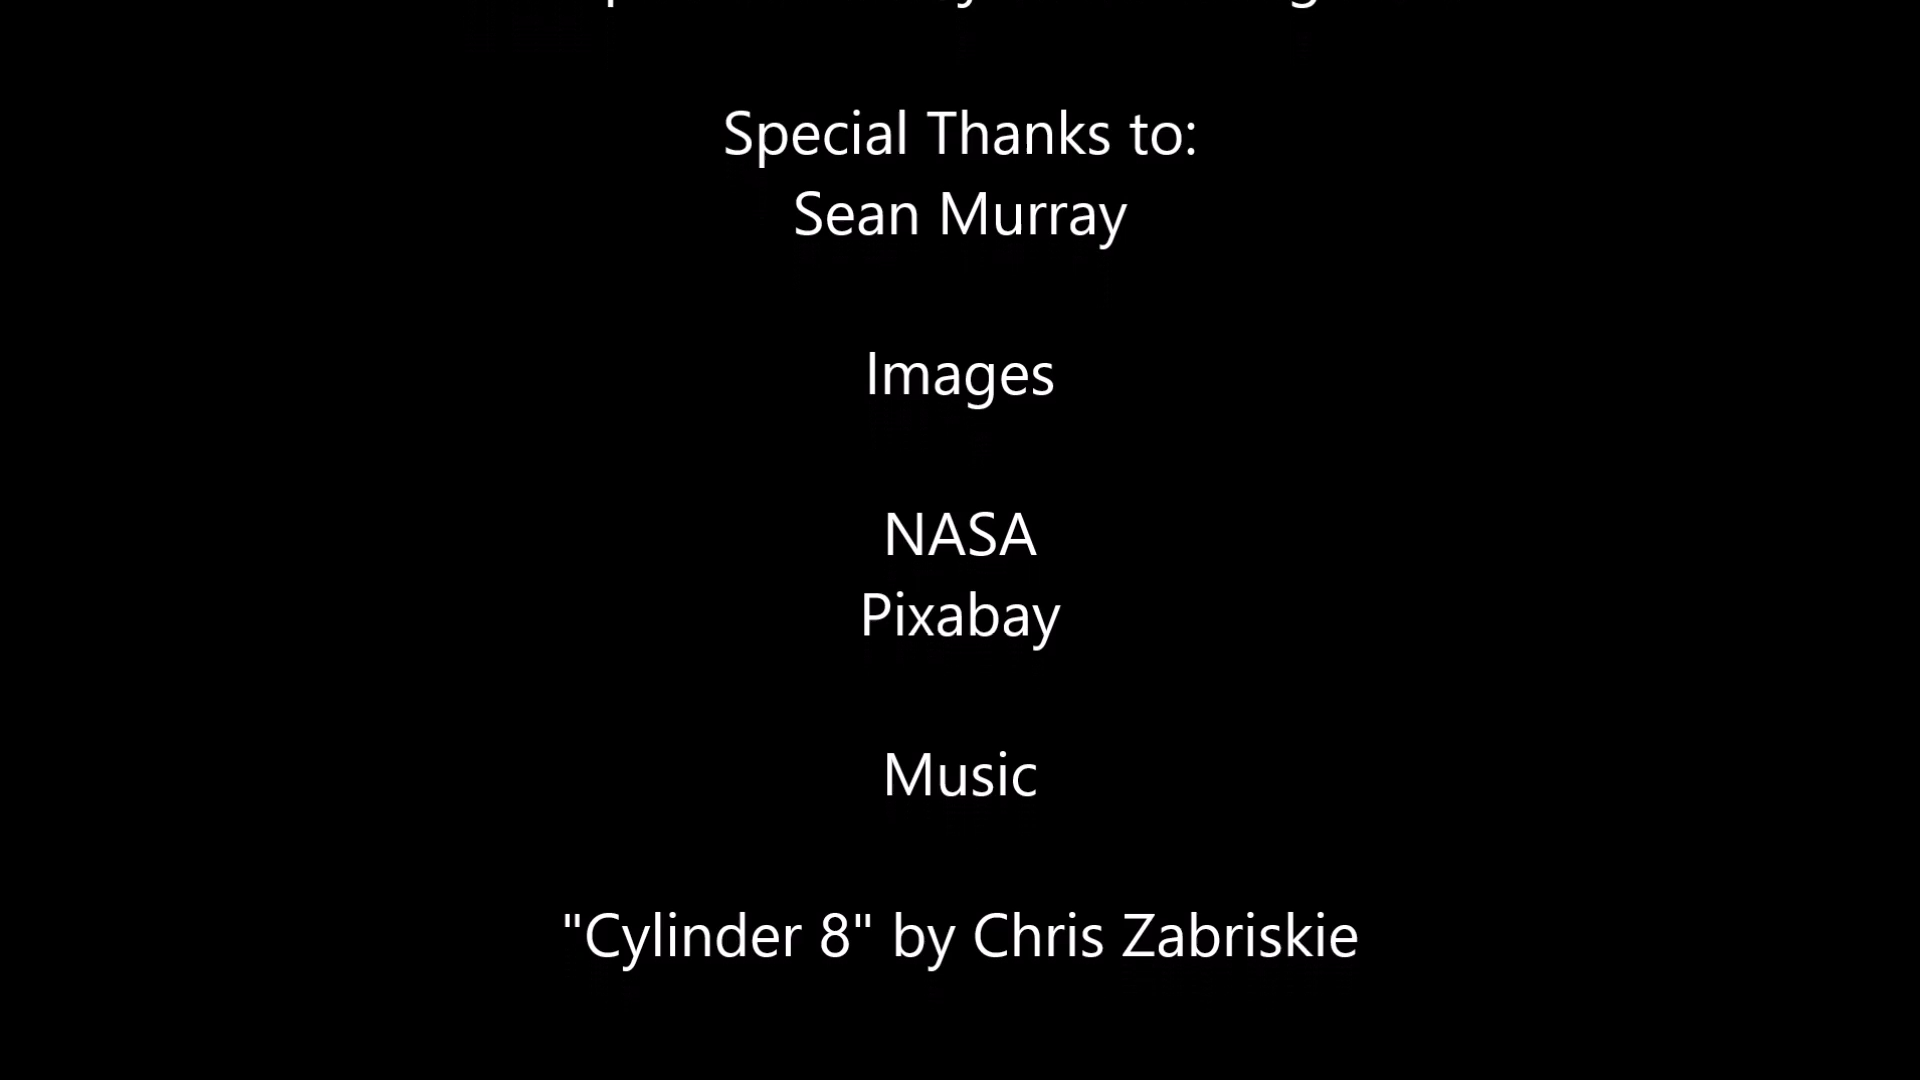 Special Thanks to:
Sean Murray
Images
NASA
Pixabay
Music
"Cylinder 8" by Chris Zabriskie